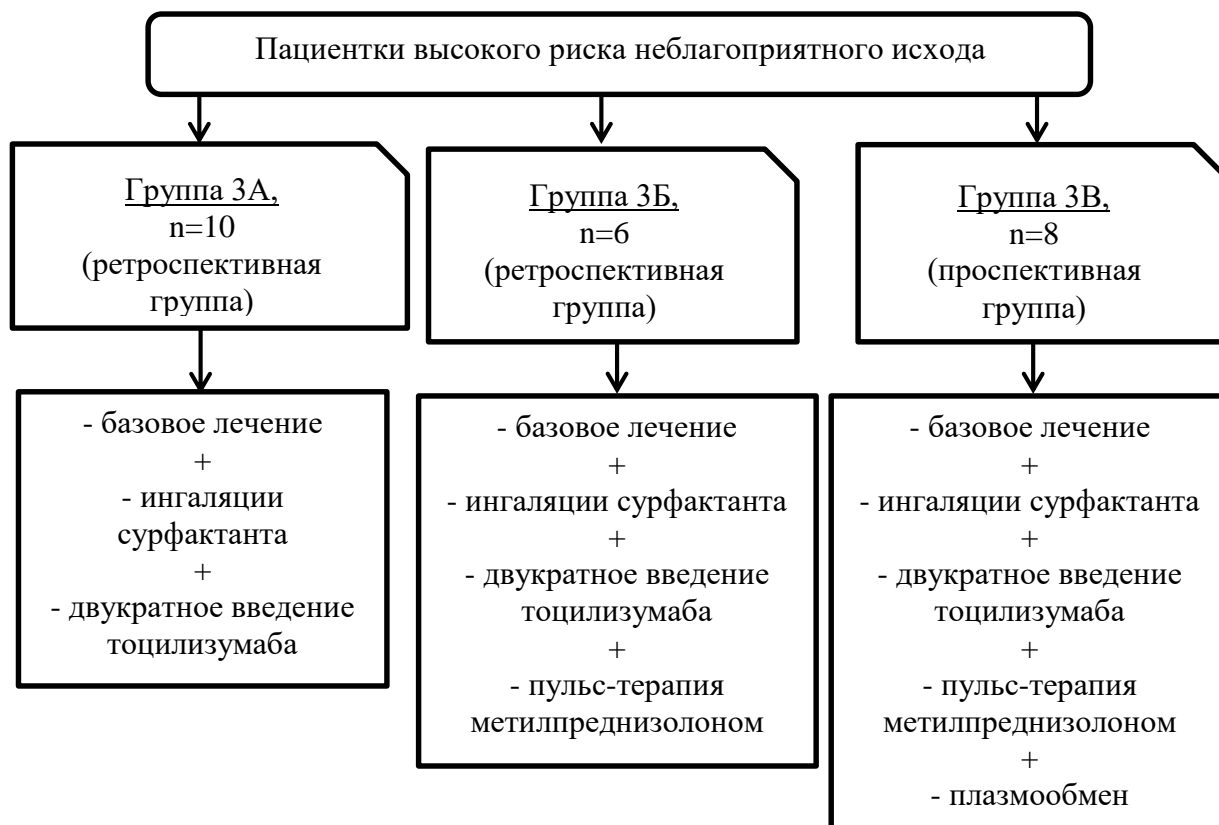 Пациентки высокого риска неблагоприятного исхода
Группа 3А,
n=10
(ретроспективная
группа)
Группа 3Б,
n=6
(ретроспективная
группа)
Группа 3В,
n=8
(проспективная
группа)
- базовое лечение
+
- ингаляции
сурфактанта
+
- двукратное введение
тоцилизумаба
- базовое лечение
+
- ингаляции сурфактанта
+
- двукратное введение
тоцилизумаба
+
- пульс-терапия
метилпреднизолоном
- базовое лечение
+
- ингаляции сурфактанта
+
- двукратное введение
тоцилизумаба
+
- пульс-терапия
метилпреднизолоном
+
- плазмообмен